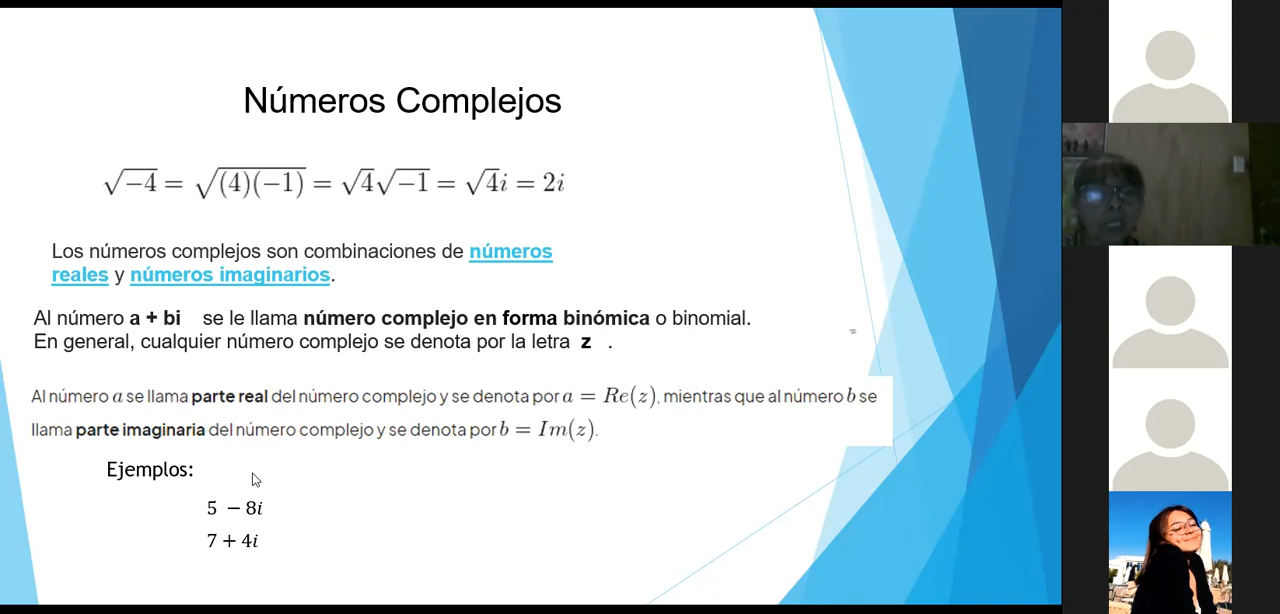 Números Complejos
√−4 = √(4)(−1) = √4√−1 = √4i = 2i
Los números complejos son combinaciones de números
reales y números imaginarios.
Al número a + bi se le llama número complejo en forma binómica o binomial.
En general, cualquier número complejo se denota por la letra z .
Al número a se llama parte real del número complejo y se denota por a = Re(z), mientras que al número b se
llama parte imaginaria del número complejo y se denota por b = Im(z).
Ejemplos:
5 − 8i
7 + 4i